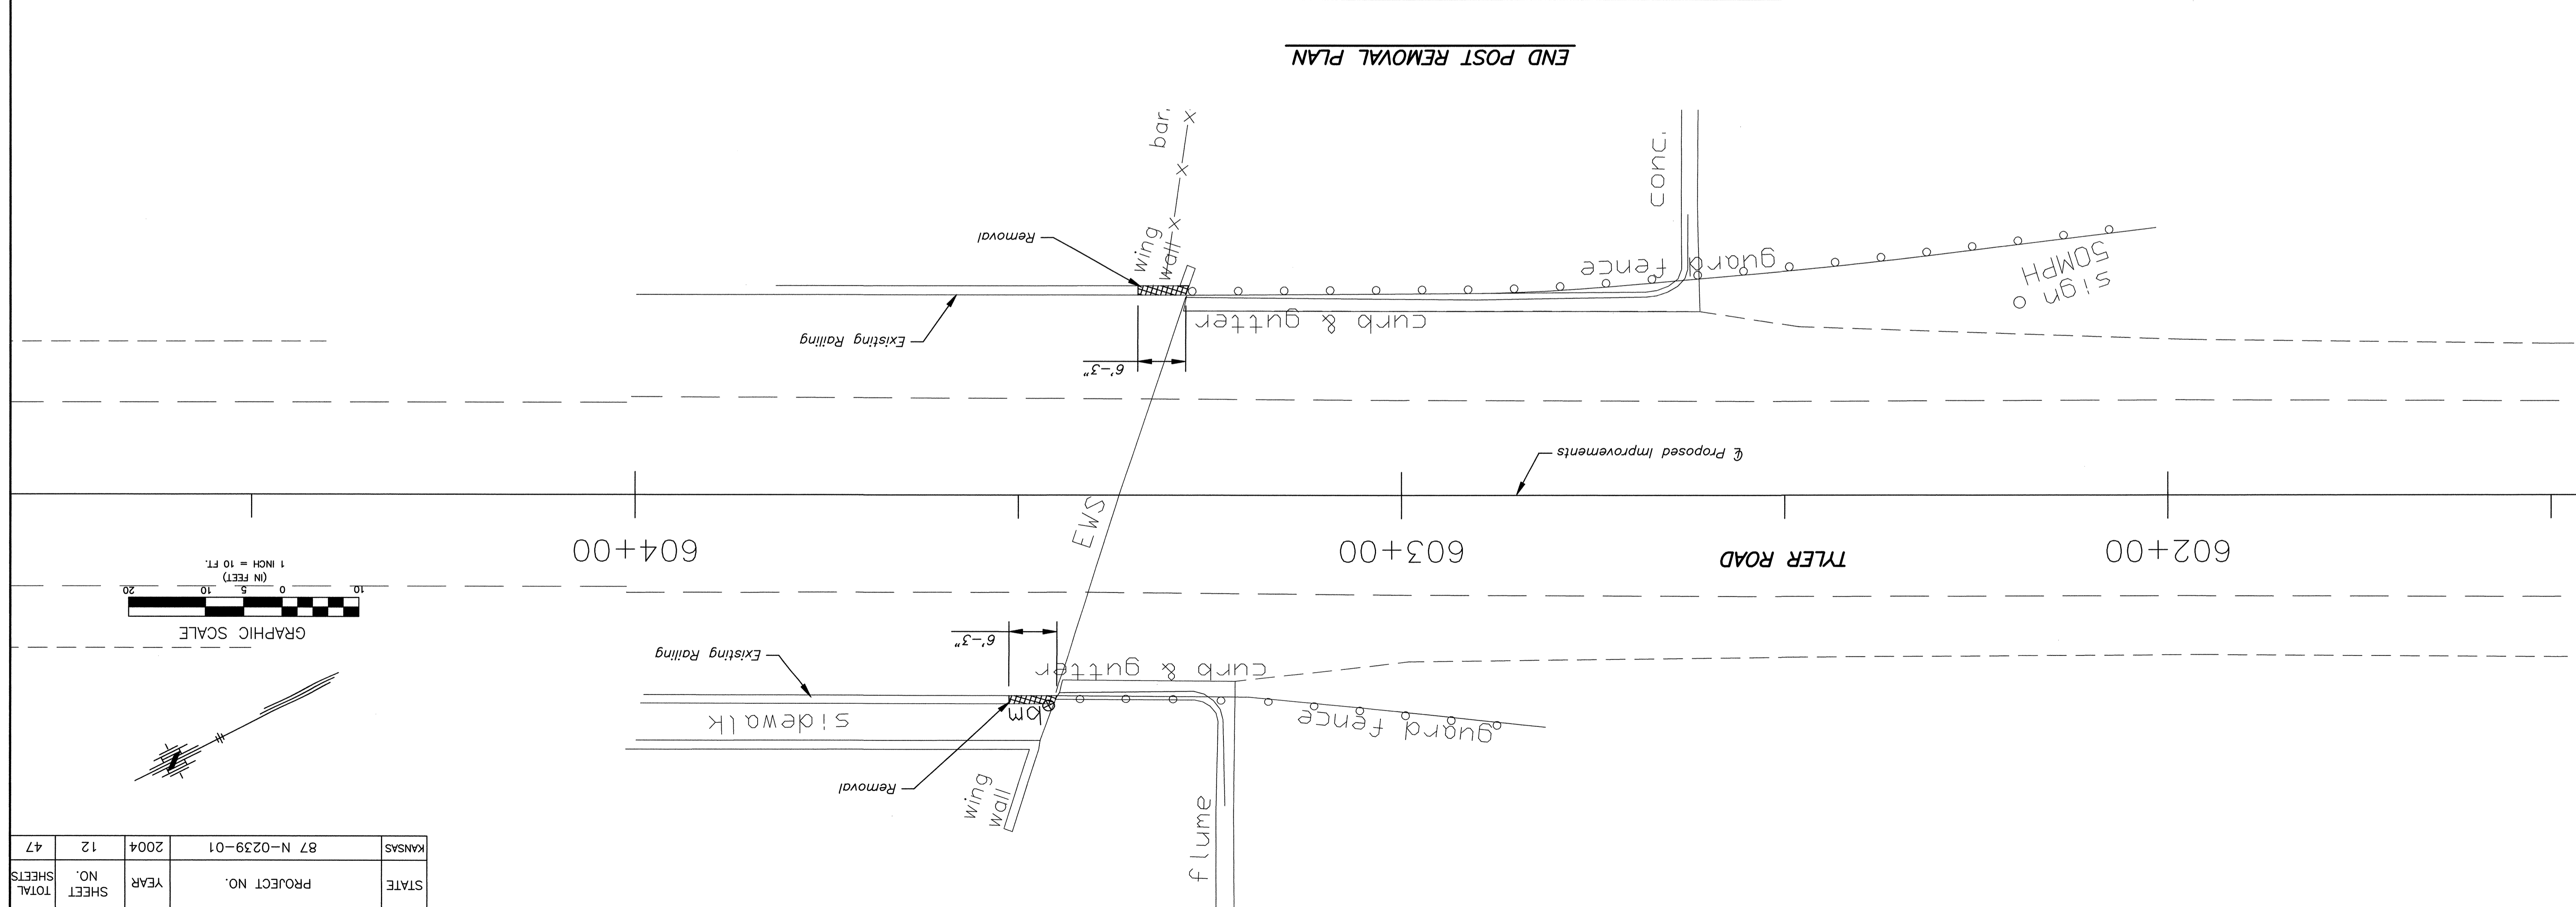 STATE
PROJECT NO.
YEAR
SHEET NO.
TOTAL SHEETS
KANSAS
87 N-0239-01
2004
12
47
flume
wing
wall
Removal
guard fence
bm
sidewalk
curb & gutter
Existing Railing
6'-3"
GRAPHIC SCALE
10 0 5 10 20
(IN FEET)
1 INCH = 10 FT.
602+00
TYLER ROAD
603+00
604+00
EWS
℄ Proposed Improvements
6'-3"
Existing Railing
curb & gutter
sign
50MPH
guard fence
Removal
wing
wall
conc.
bar.
END POST REMOVAL PLAN